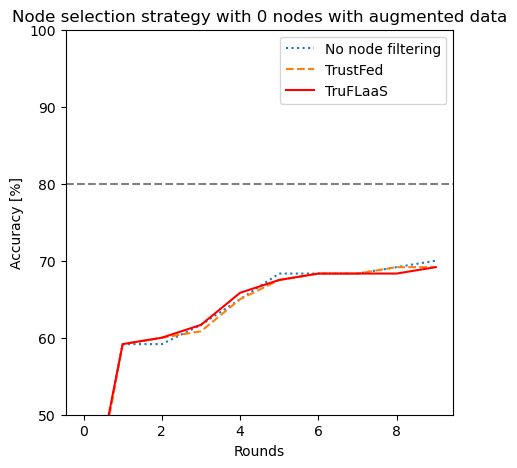 Node selection strategy with 0 nodes with augmented data
No node filtering
TrustFed
TruFLaaS
Accuracy [%]
100
90
80
70
60
50
0 2 4 6 8
Rounds